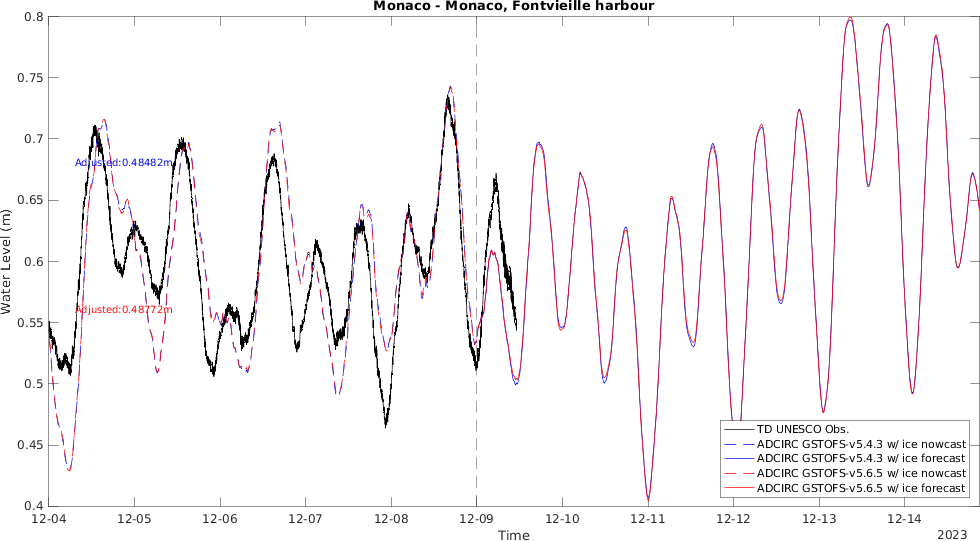 Monaco - Monaco, Fontvieille harbour
0.8
0.75
0.7
0.65
0.6
0.55
0.5
0.45
0.4
Water Level (m)
Adjusted:0.48482m
Adjusted:0.48772m
TD UNESCO Obs.
ADCIRC GSTOFS-v5.4.3 w/ ice nowcast
ADCIRC GSTOFS-v5.4.3 w/ ice forecast
ADCIRC GSTOFS-v5.6.5 w/ ice nowcast
ADCIRC GSTOFS-v5.6.5 w/ ice forecast
12-04 12-05 12-06 12-07 12-08 12-09 12-10 12-11 12-12 12-13 12-14
Time
2023